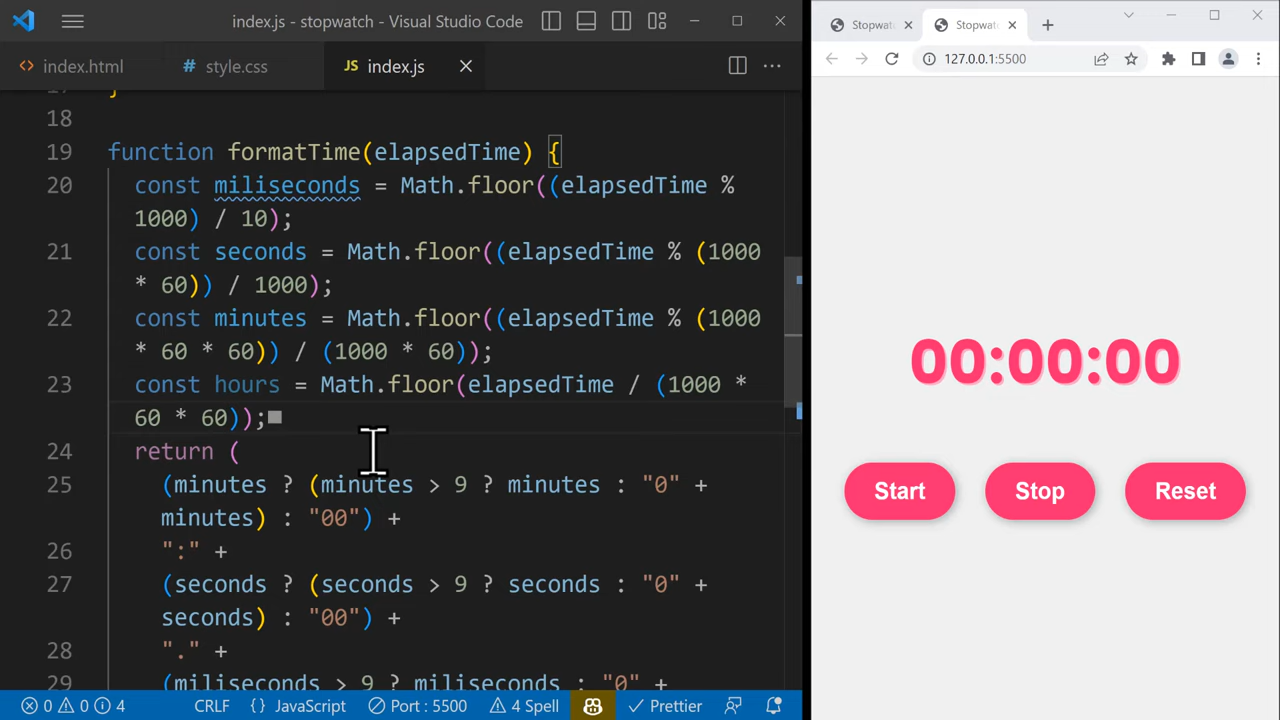 index.js - stopwatch - Visual Studio Code
index.html
style.css
JS index.js
Stopwatc
Stopwatc
127.0.0.1:5500
17 }
18
19 function formatTime(elapsedTime) {
20 const miliseconds = Math.floor((elapsedTime %
1000) / 10);
21 const seconds = Math.floor((elapsedTime % (1000
* 60)) / 1000);
22 const minutes = Math.floor((elapsedTime % (1000
* 60 * 60)) / (1000 * 60));
23 const hours = Math.floor(elapsedTime / (1000 *
60 * 60));
24 return (
25 (minutes ? (minutes > 9 ? minutes : "0" +
minutes) : "00") +
26 ":" +
27 (seconds ? (seconds > 9 ? seconds : "0" +
seconds) : "00") +
28 "." +
29 (miliseconds > 9 ? miliseconds : "0" +
00:00:00
Start
Stop
Reset
0 0 4 CRLF {} JavaScript Port : 5500 4 Spell Prettier